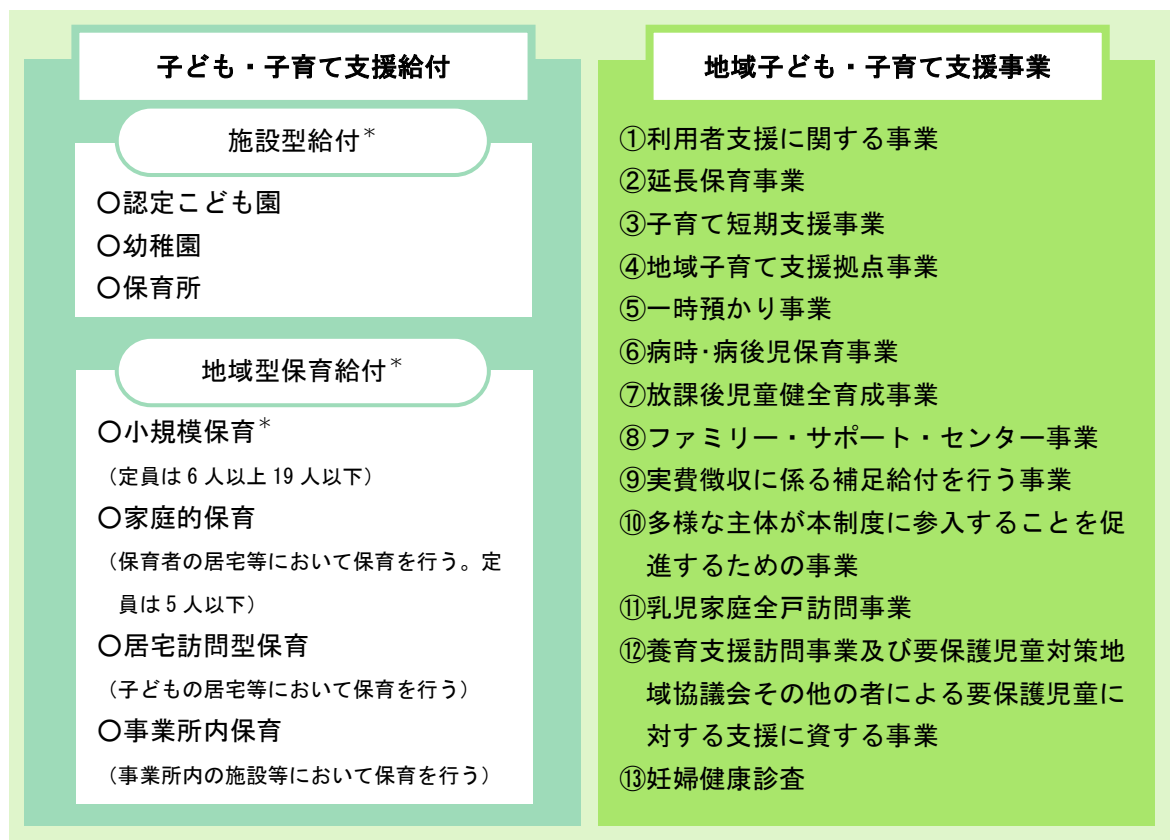 子ども・子育て支援給付
施設型給付＊
〇認定こども園
〇幼稚園
〇保育所
地域型保育給付＊
〇小規模保育＊
（定員は6人以上19人以下）
〇家庭的保育
（保育者の居宅等において保育を行う。定
員は5人以下）
〇居宅訪問型保育
（子どもの居宅等において保育を行う）
〇事業所内保育
（事業所内の施設等において保育を行う）
地域子ども・子育て支援事業
①利用者支援に関する事業
②延長保育事業
③子育て短期支援事業
④地域子育て支援拠点事業
⑤一時預かり事業
⑥病時･病後児保育事業
⑦放課後児童健全育成事業
⑧ファミリー・サポート・センター事業
⑨実費徴収に係る補足給付を行う事業
⑩多様な主体が本制度に参入することを促
進するための事業
⑪乳児家庭全戸訪問事業
⑫養育支援訪問事業及び要保護児童対策地
域協議会その他の者による要保護児童に
対する支援に資する事業
⑬妊婦健康診査